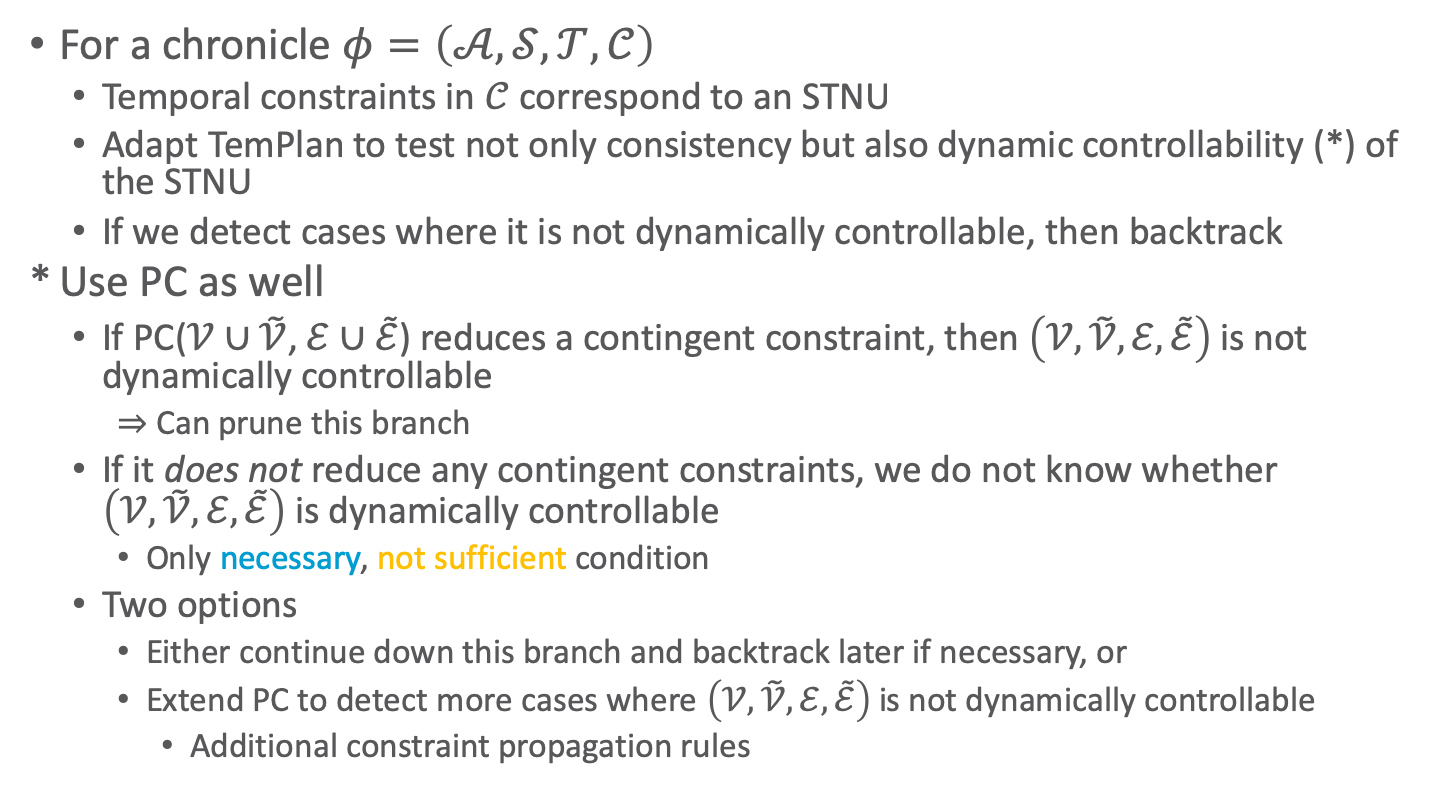 • For a chronicle 𝜙 = (𝒜, 𝒮, 𝒯, 𝒞)
• Temporal constraints in 𝒞 correspond to an STNU
• Adapt TemPlan to test not only consistency but also dynamic controllability (*) of
the STNU
• If we detect cases where it is not dynamically controllable, then backtrack
* Use PC as well
• If PC(𝒱 ∪ 𝒱̃, ℰ ∪ ℰ̃) reduces a contingent constraint, then (𝒱, 𝒱̃, ℰ, ℰ̃) is not
dynamically controllable
⇒ Can prune this branch
• If it does not reduce any contingent constraints, we do not know whether
(𝒱, 𝒱̃, ℰ, ℰ̃) is dynamically controllable
• Only necessary, not sufficient condition
• Two options
• Either continue down this branch and backtrack later if necessary, or
• Extend PC to detect more cases where (𝒱, 𝒱̃, ℰ, ℰ̃) is not dynamically controllable
• Additional constraint propagation rules